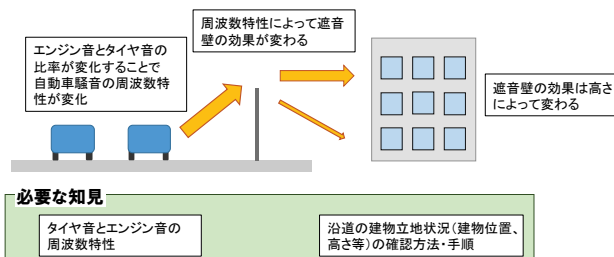 周波数特性によって遮音
壁の効果が変わる
エンジン音とタイヤ音の
比率が変化することで
自動車騒音の周波数特
性が変化
遮音壁の効果は高さ
によって変わる
必要な知見
タイヤ音とエンジン音の
周波数特性
沿道の建物立地状況(建物位置、
高さ等)の確認方法・手順